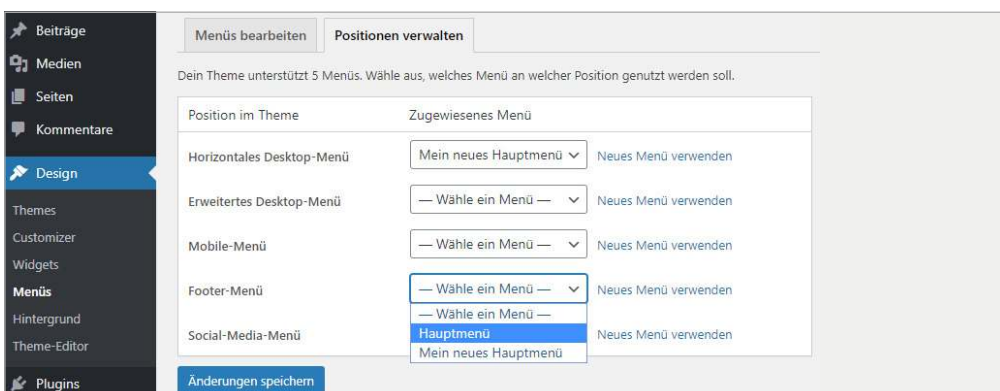 Beiträge
Medien
Seiten
Kommentare
Design
Themes
Customizer
Widgets
Menüs
Hintergrund
Theme-Editor
Plugins
Menüs bearbeiten
Positionen verwalten
Dein Theme unterstützt 5 Menüs. Wähle aus, welches Menü an welcher Position genutzt werden soll.
Position im Theme Zugewiesenes Menü
Horizontales Desktop-Menü Mein neues Hauptmenü Neues Menü verwenden
Erweitertes Desktop-Menü — Wähle ein Menü — Neues Menü verwenden
Mobile-Menü — Wähle ein Menü — Neues Menü verwenden
Footer-Menü — Wähle ein Menü — Neues Menü verwenden
— Wähle ein Menü —
Hauptmenü
Mein neues Hauptmenü
Social-Media-Menü Neues Menü verwenden
Änderungen speichern